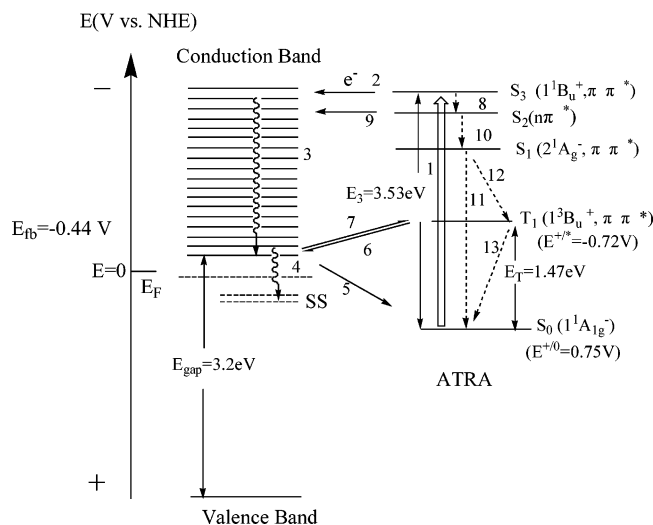 E(V vs. NHE)
Conduction Band
e⁻ 2
S₃ (1¹Bᵤ⁺,π π *)
8
9
S₂(nπ*)
10
3
S₁ (2¹A_g⁻, π π*)
1
11
12
E₃=3.53eV
7
T₁ (1³Bᵤ⁺, π π*)
E_fb=-0.44 V
6
(E⁺/*=-0.72V)
13
E=0
4
E_T=1.47eV
E_F
5
SS
S₀ (1¹A₁g⁻)
(E⁺/⁰=0.75V)
E_gap=3.2eV
ATRA
+
Valence Band